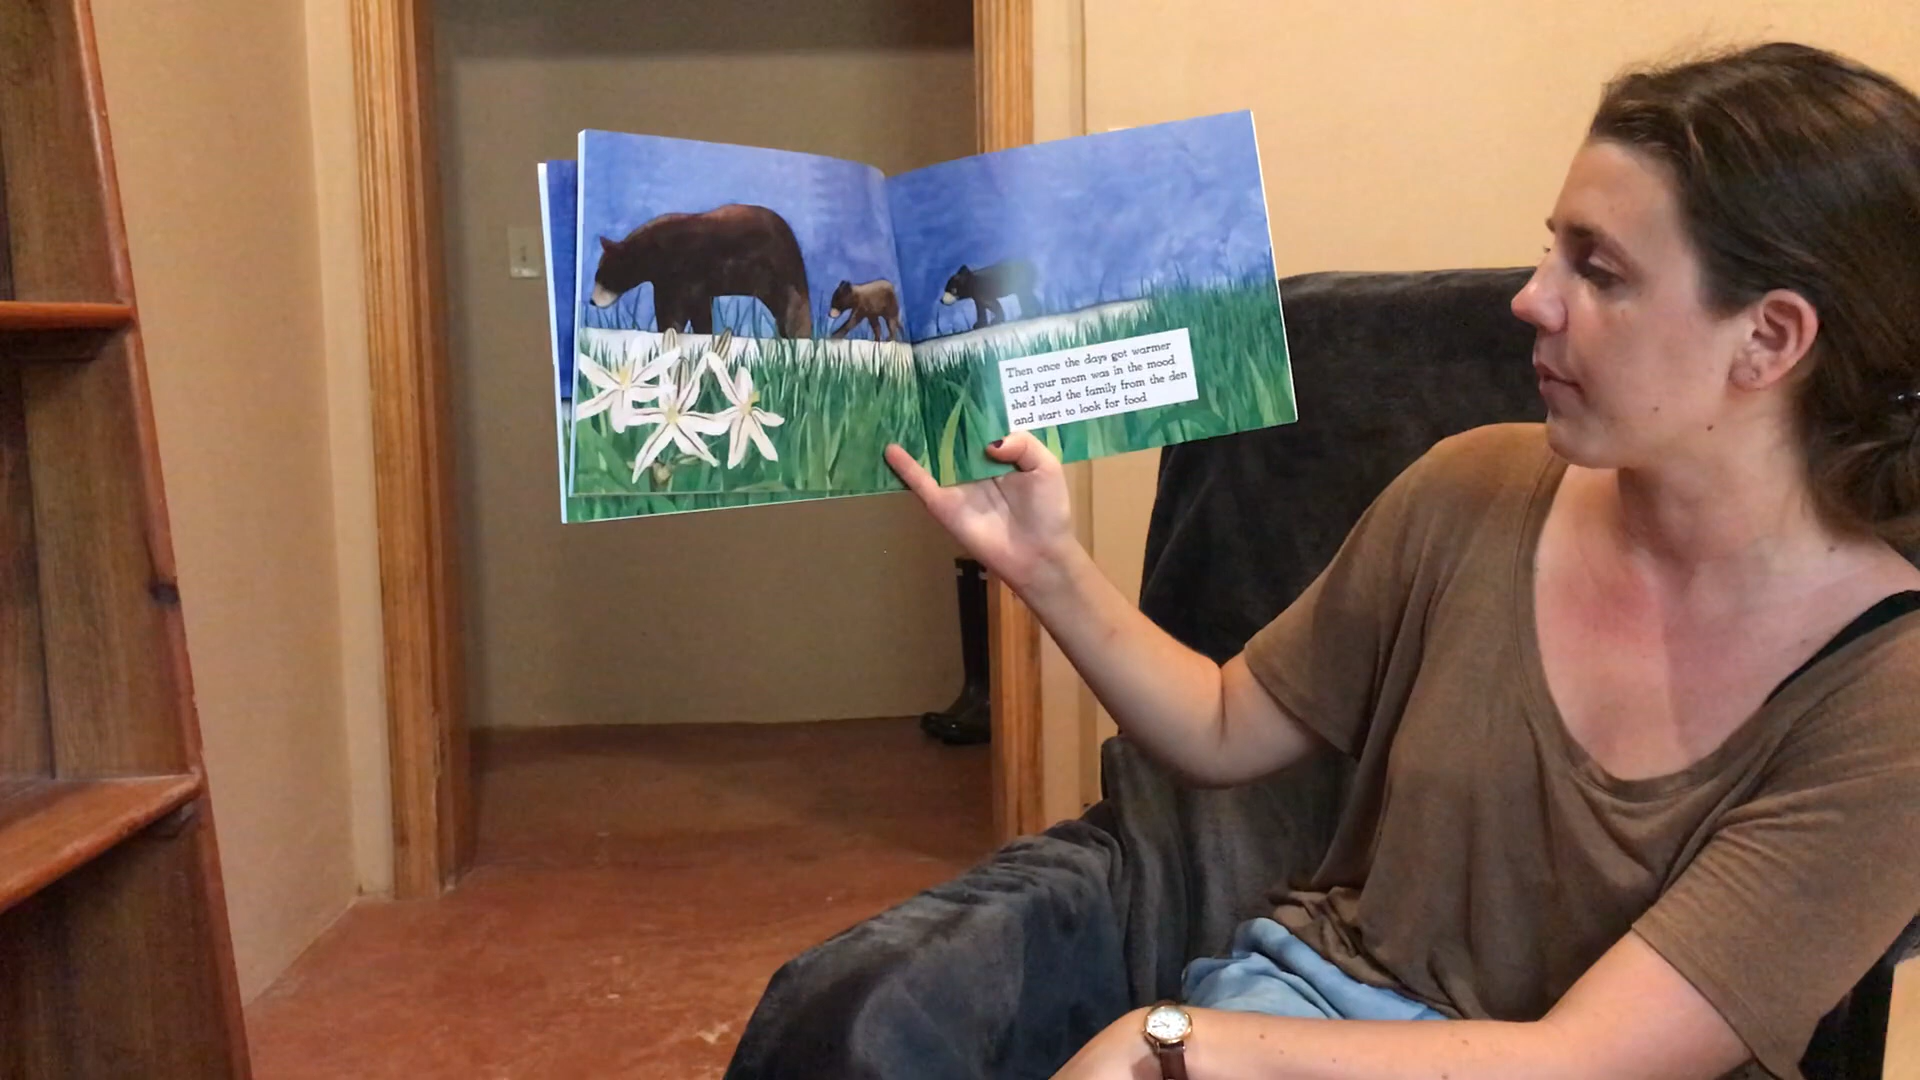 Then once the days got warmer
and your mom was in the mood
she'd lead the family from the den
and start to look for food